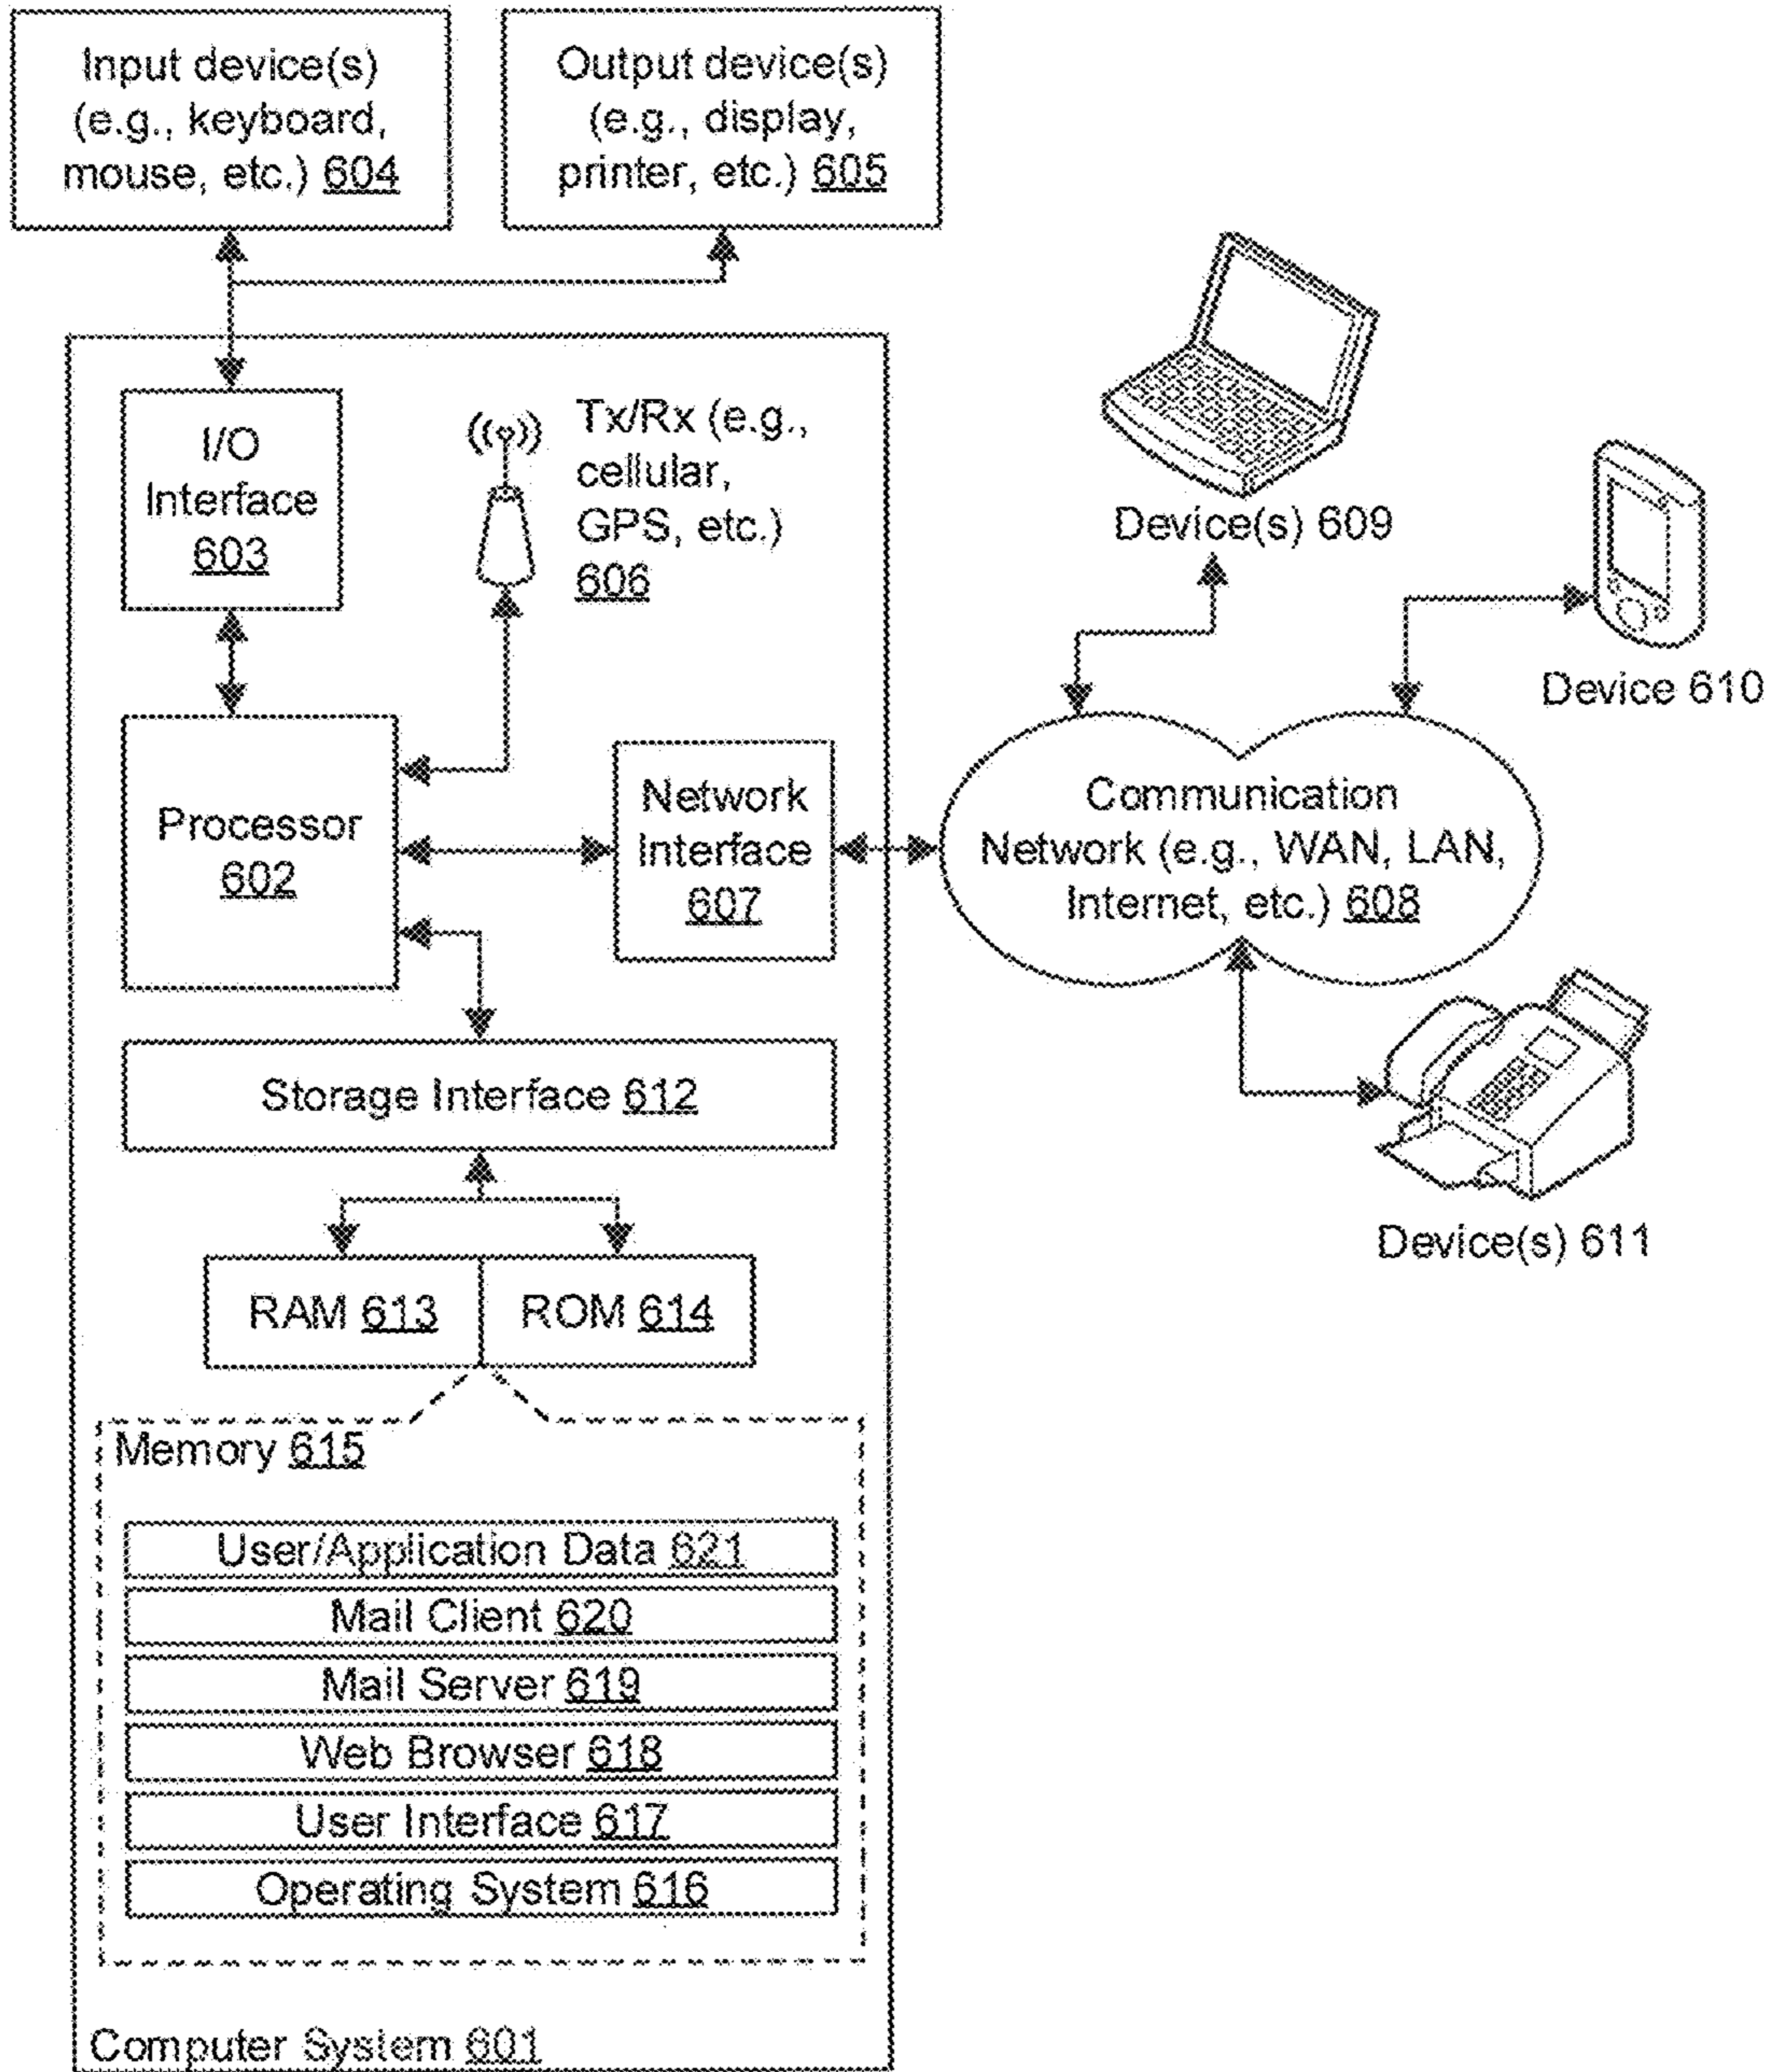 Input device(s)
(e.g., keyboard,
mouse, etc.) 604
Output device(s)
(e.g., display,
printer, etc.) 605
I/O
Interface
603
Tx/Rx (e.g.,
cellular,
GPS, etc.)
606
Device(s) 609
Device 610
Processor
602
Network
Interface
607
Communication
Network (e.g., WAN, LAN,
Internet, etc.) 608
Storage Interface 612
Device(s) 611
RAM 613
ROM 614
Memory 615
User/Application Data 621
Mail Client 620
Mail Server 619
Web Browser 618
User Interface 617
Operating System 616
Computer System 601